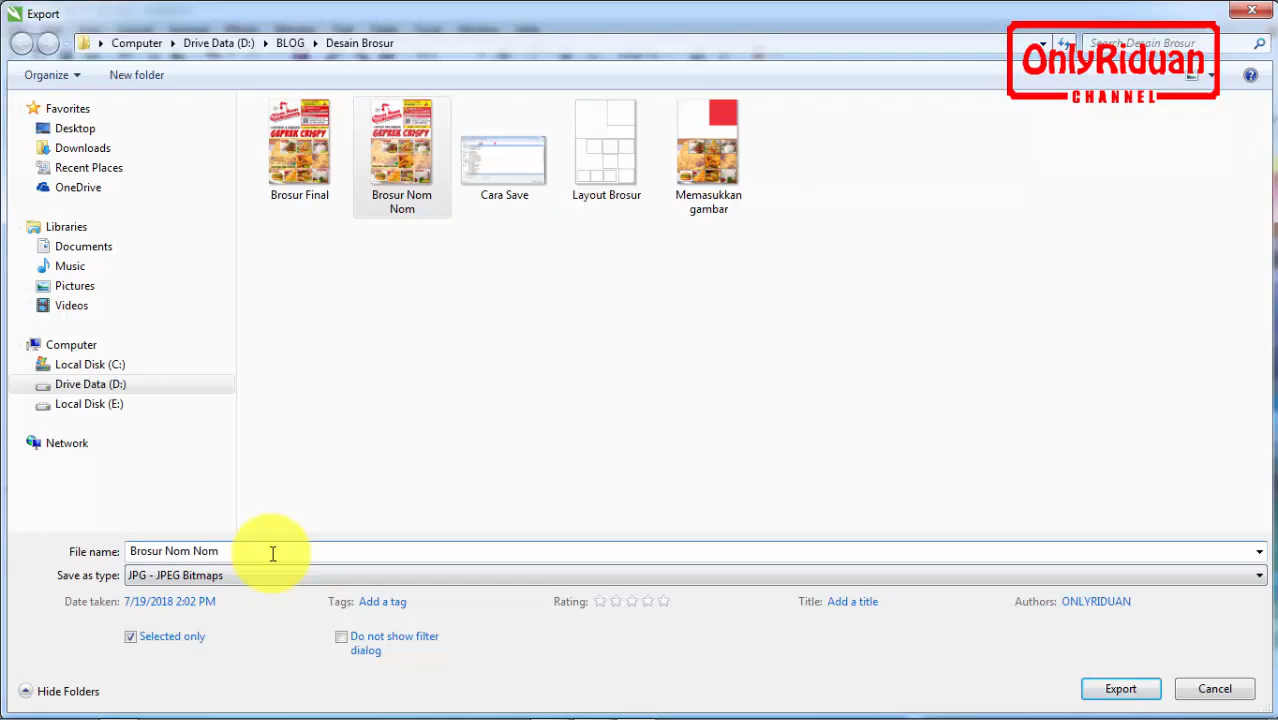 Export
Computer
Drive Data (D:)
BLOG
Desain Brosur
Search Desain Brosur
OnlyRiduan
CHANNEL
Organize
New folder
Favorites
Desktop
Downloads
Recent Places
OneDrive
Libraries
Documents
Music
Pictures
Videos
Computer
Local Disk (C:)
Drive Data (D:)
Local Disk (E:)
Network
GEPREK CRISPY
GEPREK CRISPY
Brosur Final
Brosur Nom
Nom
Cara Save
Layout Brosur
Memasukkan
gambar
File name:
Brosur Nom Nom
Save as type:
JPG - JPEG Bitmaps
Date taken: 7/19/2018 2:02 PM
Tags: Add a tag
Rating:
Title: Add a title
Authors: ONLYRIDUAN
Selected only
Do not show filter
dialog
Hide Folders
Export
Cancel